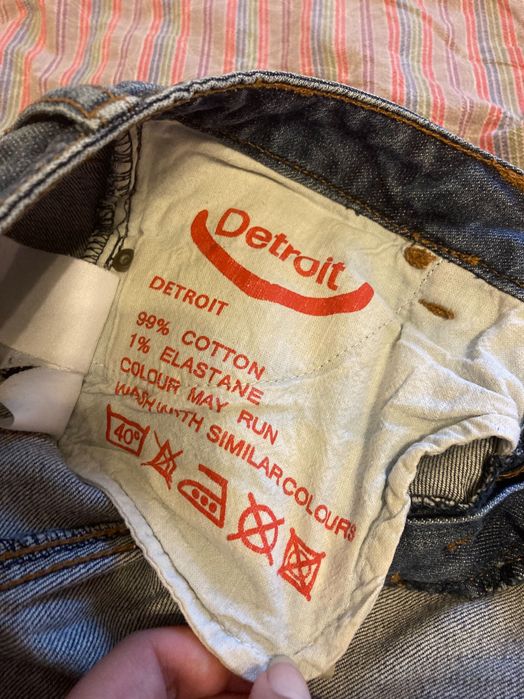 Detroit
DETROIT
99% COTTON
1% ELASTANE
COLOUR MAY RUN
WASH WITH SIMILAR COLOURS
40°